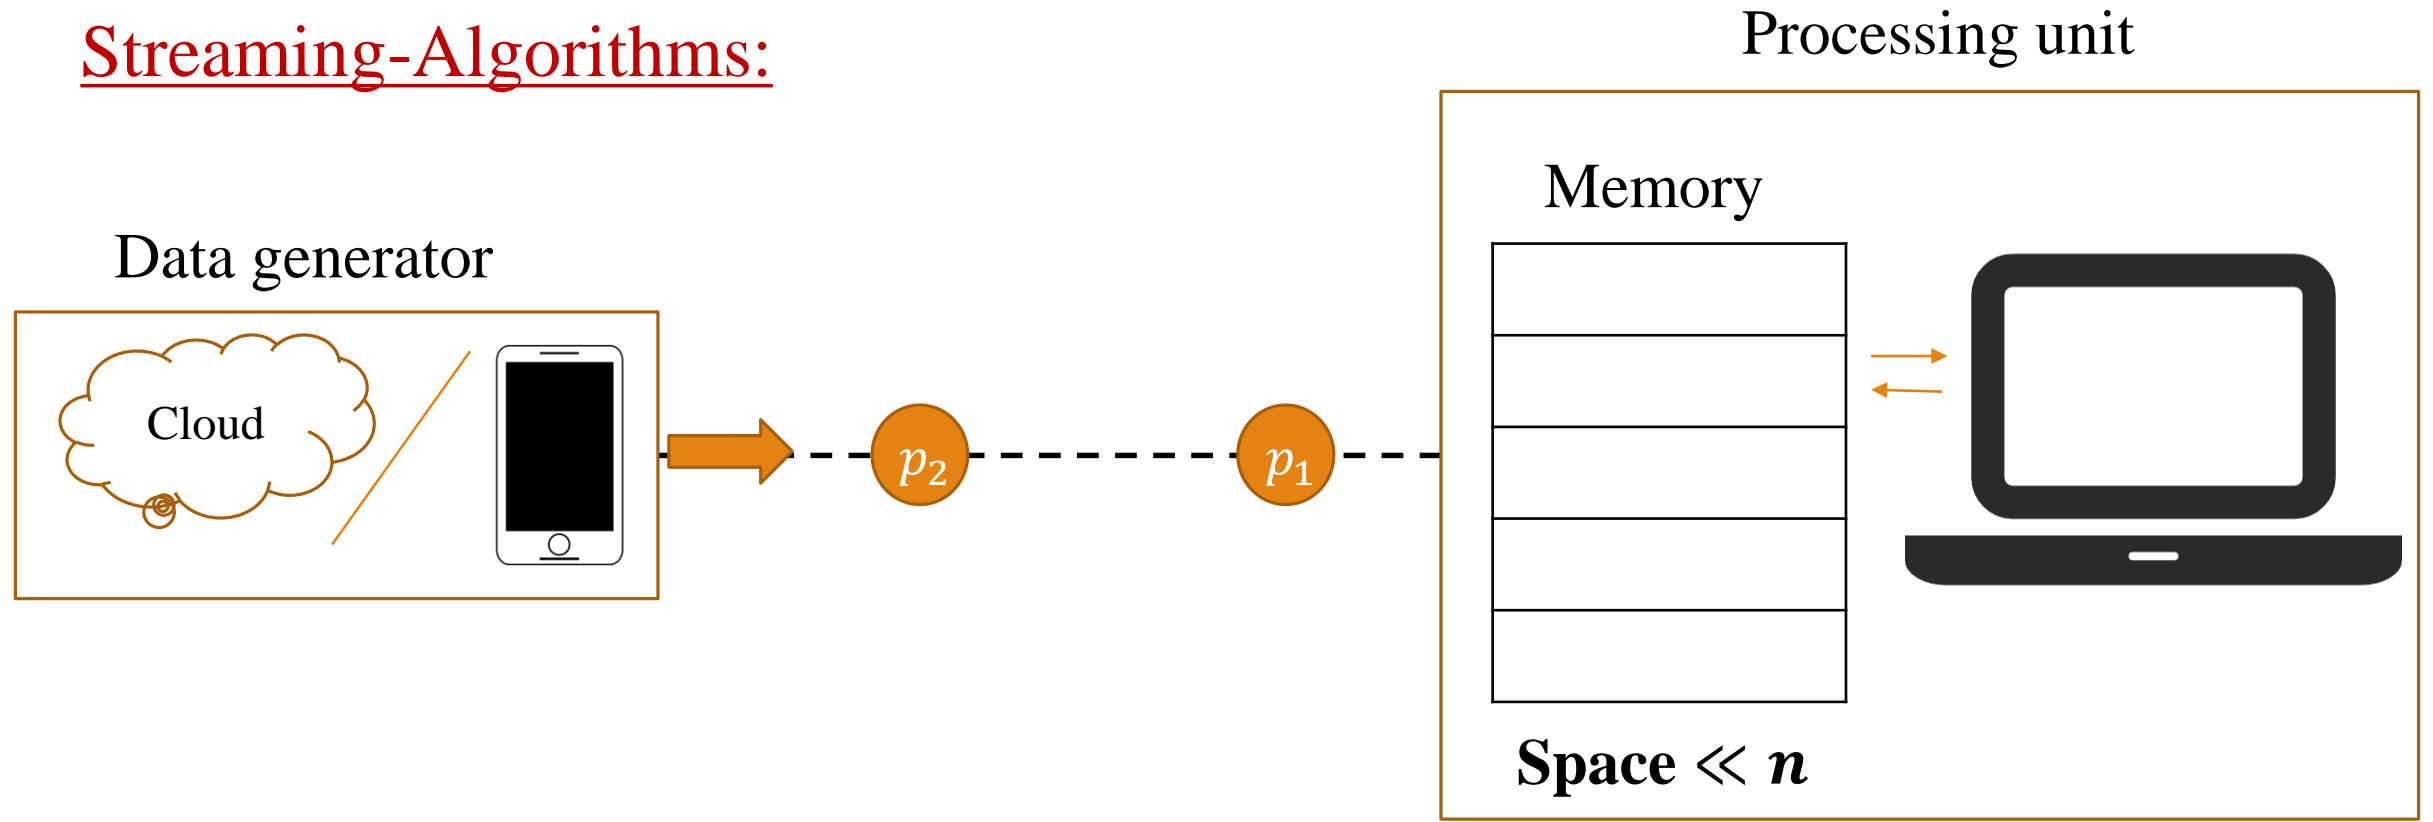 Streaming-Algorithms:
Processing unit
Memory
Data generator
Cloud
p₂
p₁
Space ≪ n